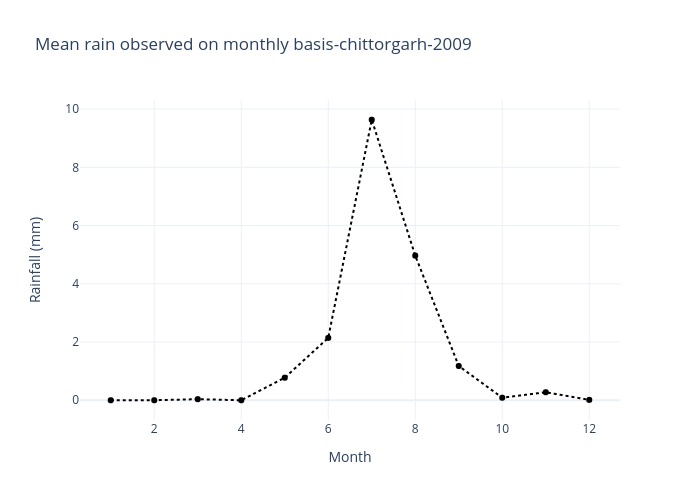 Mean rain observed on monthly basis-chittorgarh-2009
10
8
6
4
2
0
Rainfall (mm)
2 4 6 8 10 12
Month